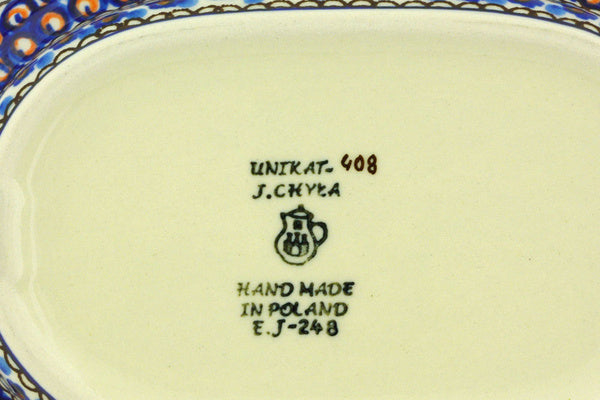 UNIKAT- 408
J. CHYŁA
HAND MADE
IN POLAND
E.J-248